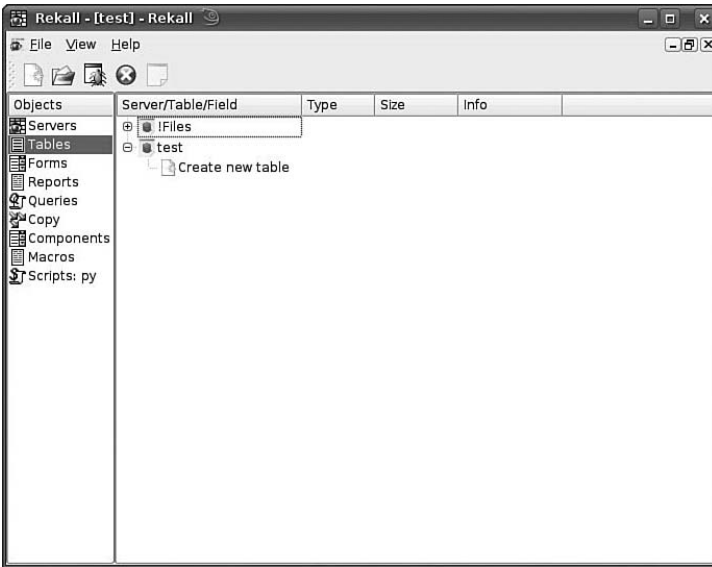 Rekall - [test] - Rekall
File View Help
Objects
Server/Table/Field Type Size Info
Servers
Tables
Forms
Reports
Queries
Copy
Components
Macros
Scripts: py
!Files
test
Create new table